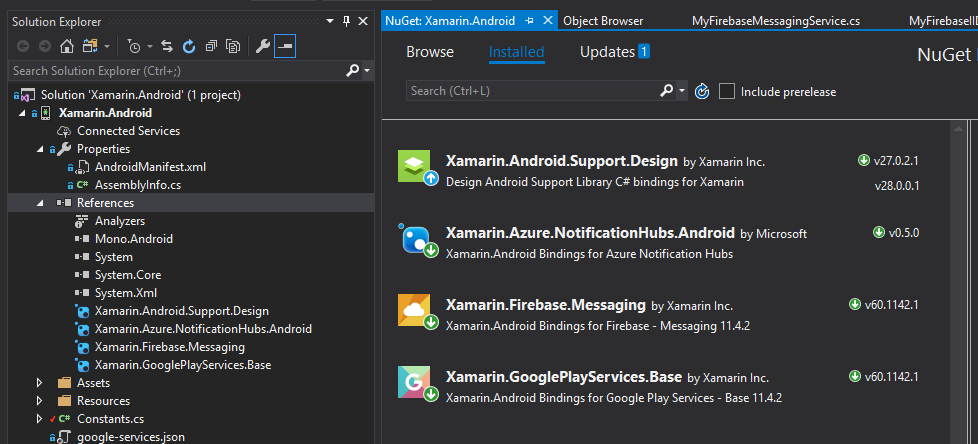 Solution Explorer
Search Solution Explorer (Ctrl+;)
Solution 'Xamarin.Android' (1 project)
Xamarin.Android
Connected Services
Properties
AndroidManifest.xml
C# AssemblyInfo.cs
References
Analyzers
Mono.Android
System
System.Core
System.Xml
Xamarin.Android.Support.Design
Xamarin.Azure.NotificationHubs.Android
Xamarin.Firebase.Messaging
Xamarin.GooglePlayServices.Base
Assets
Resources
C# Constants.cs
google-services.json
NuGet: Xamarin.Android
Object Browser
MyFirebaseMessagingService.cs
MyFirebaseII
Browse
Installed
Updates 1
NuGet
Search (Ctrl+L)
Include prerelease
Xamarin.Android.Support.Design by Xamarin Inc.
v27.0.2.1
Design Android Support Library C# bindings for Xamarin
v28.0.0.1
Xamarin.Azure.NotificationHubs.Android by Microsoft
v0.5.0
Xamarin.Android Bindings for Azure Notification Hubs
Xamarin.Firebase.Messaging by Xamarin Inc.
v60.1142.1
Xamarin.Android Bindings for Firebase - Messaging 11.4.2
Xamarin.GooglePlayServices.Base by Xamarin Inc.
v60.1142.1
Xamarin.Android Bindings for Google Play Services - Base 11.4.2